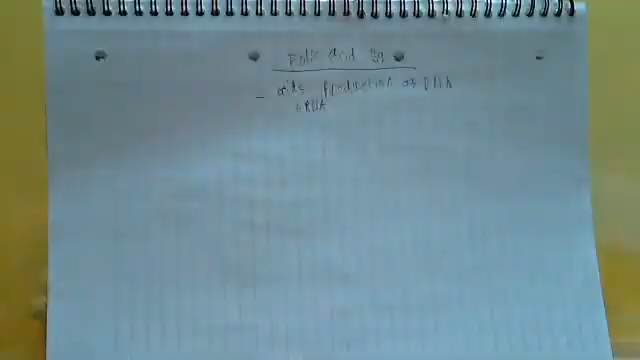 Folic Acid B9
- aids production of DNA
& RNA